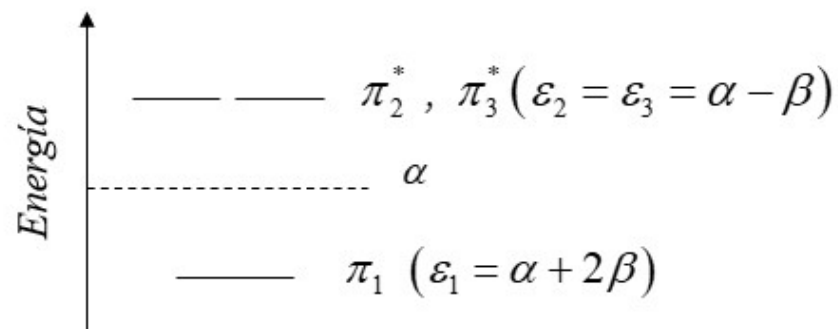 π₂* , π₃* (ε₂ = ε₃ = α − β)
α
Energía
π₁ (ε₁ = α + 2β)